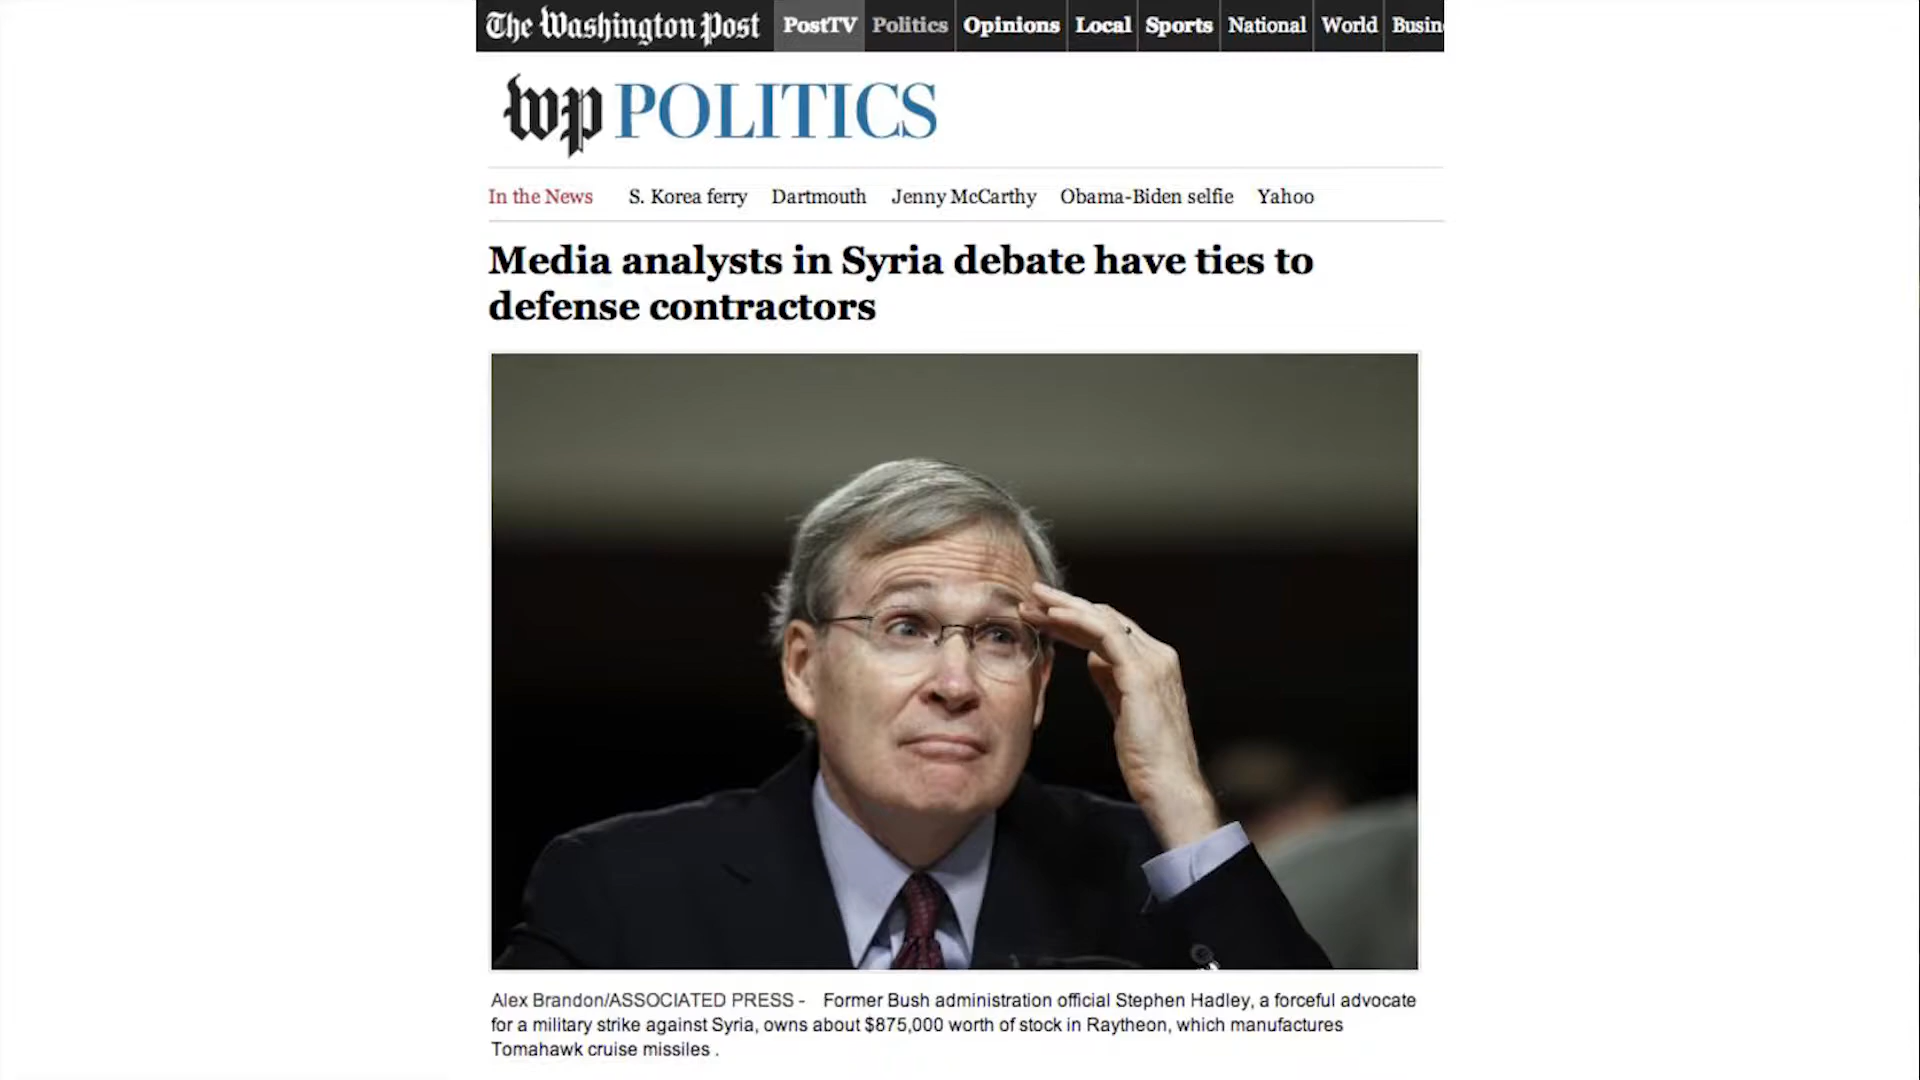 The Washington Post PostTV Politics Opinions Local Sports National World Busin
wp POLITICS
In the News S. Korea ferry Dartmouth Jenny McCarthy Obama-Biden selfie Yahoo
Media analysts in Syria debate have ties to
defense contractors
Alex Brandon/ASSOCIATED PRESS - Former Bush administration official Stephen Hadley, a forceful advocate
for a military strike against Syria, owns about $875,000 worth of stock in Raytheon, which manufactures
Tomahawk cruise missiles .